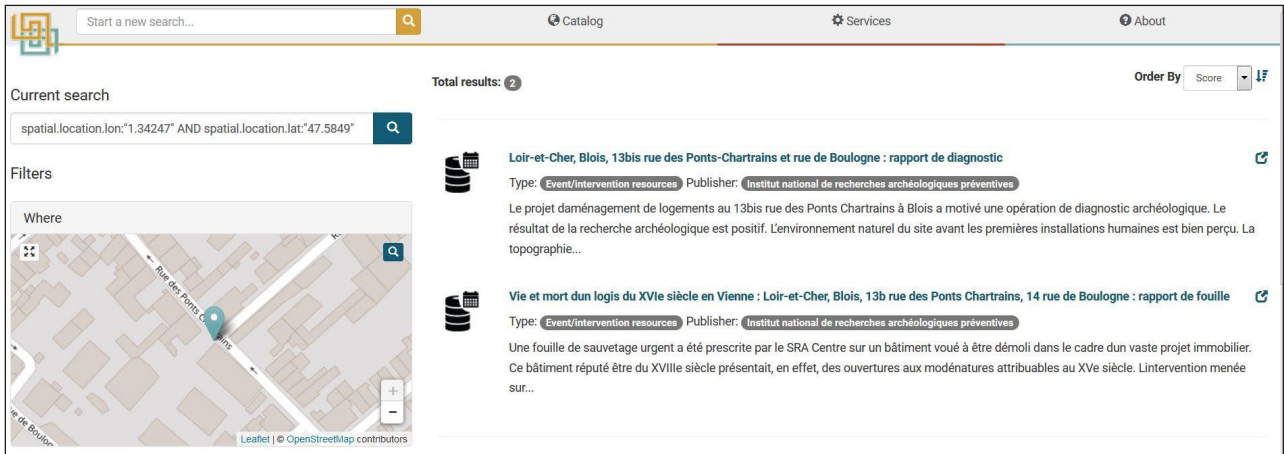 Start a new search...
Catalog
Services
About
Current search
spatial.location.lon:"1.34247" AND spatial.location.lat:"47.5849"
Filters
Where
Rue des Ponts Chartrains
ue de Boulog
+
−
Leaflet | © OpenStreetMap contributors
Total results: 2
Order By Score
Loir-et-Cher, Blois, 13bis rue des Ponts-Chartrains et rue de Boulogne : rapport de diagnostic
Type: Event/intervention resources Publisher: Institut national de recherches archéologiques préventives
Le projet daménagement de logements au 13bis rue des Ponts Chartrains à Blois a motivé une opération de diagnostic archéologique. Le
résultat de la recherche archéologique est positif. L'environnement naturel du site avant les premières installations humaines est bien perçu. La
topographie...
Vie et mort dun logis du XVIe siècle en Vienne : Loir-et-Cher, Blois, 13b rue des Ponts Chartrains, 14 rue de Boulogne : rapport de fouille
Type: Event/intervention resources Publisher: Institut national de recherches archéologiques préventives
Une fouille de sauvetage urgent a été prescrite par le SRA Centre sur un bâtiment voué à être démoli dans le cadre dun vaste projet immobilier.
Ce bâtiment réputé être du XVIIIe siècle présentait, en effet, des ouvertures aux modénatures attribuables au XVe siècle. Lintervention menée
sur...